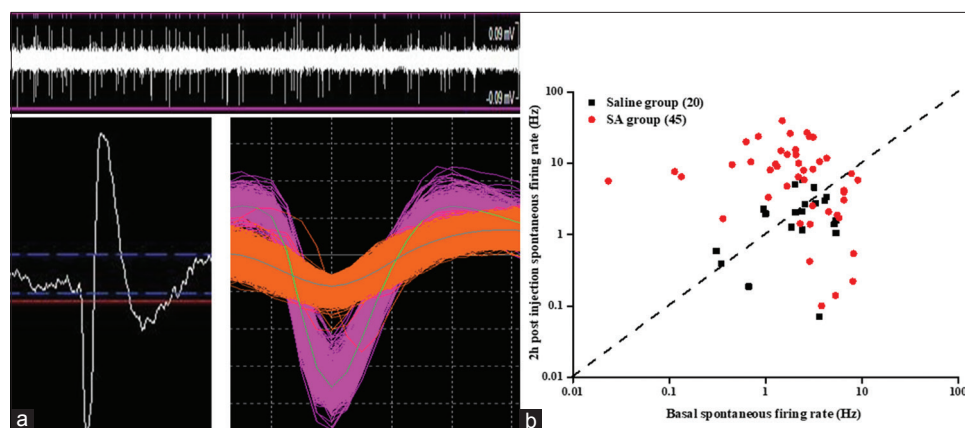 0.09 mV
-0.09 mV
a
100
10
1
0.1
0.01
0.01
0.1
1
10
100
2h post injection spontaneous firing rate (Hz)
Saline group (20)
SA group (45)
Basal spontaneous firing rate (Hz)
b